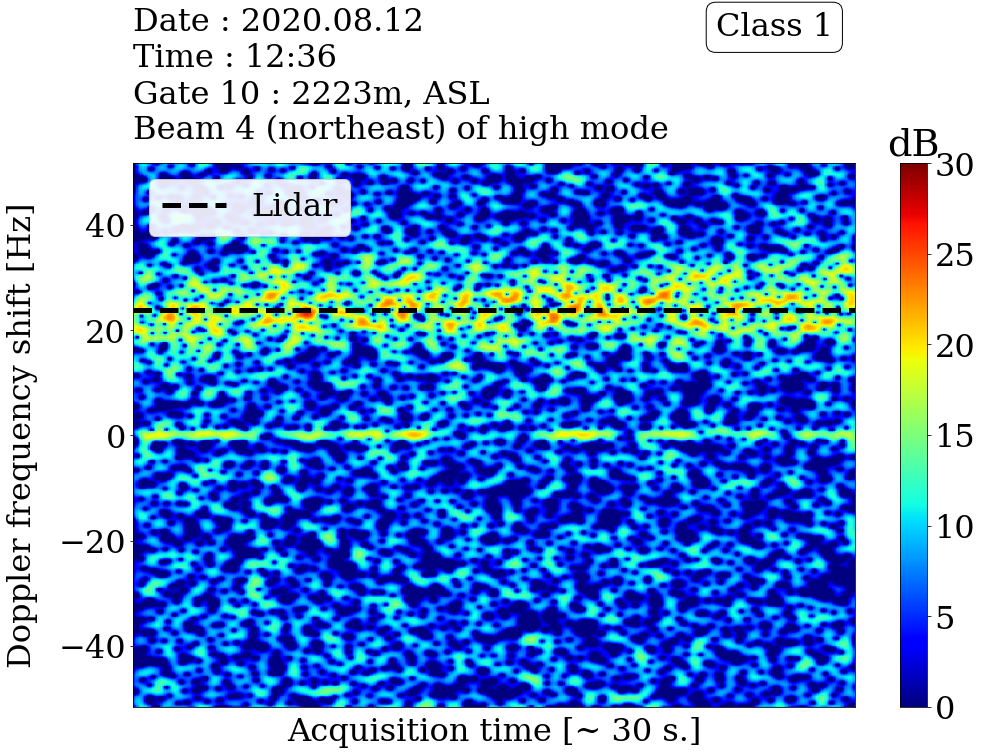 Date : 2020.08.12
Time : 12:36
Gate 10 : 2223m, ASL
Beam 4 (northeast) of high mode
Class 1
Lidar
Doppler frequency shift [Hz]
40
20
0
−20
−40
Acquisition time [~ 30 s.]
dB
30
25
20
15
10
5
0